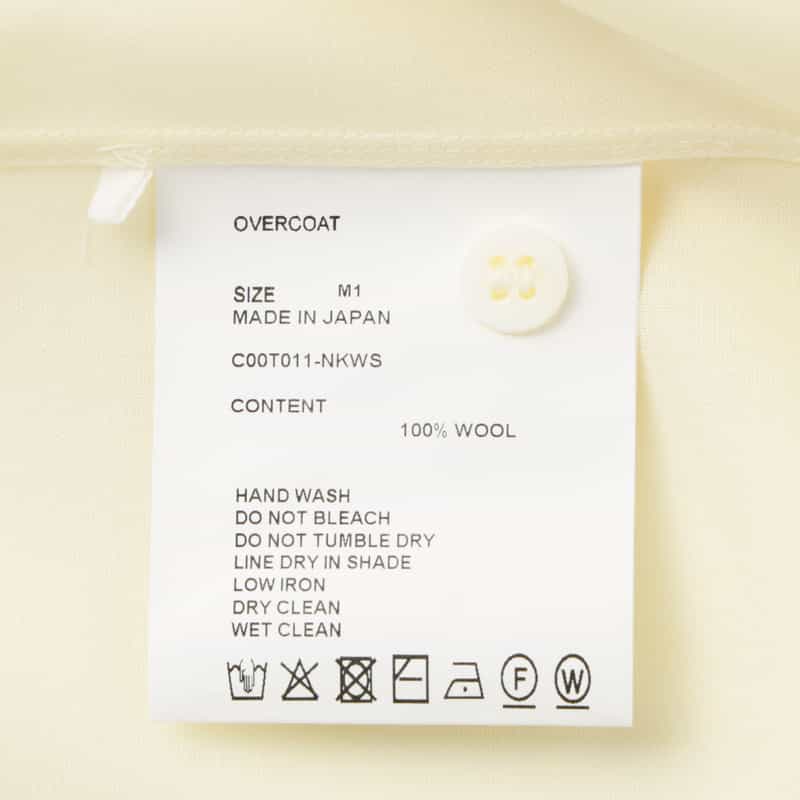 OVERCOAT
SIZE M1
MADE IN JAPAN
C00T011-NKWS
CONTENT
100% WOOL
HAND WASH
DO NOT BLEACH
DO NOT TUMBLE DRY
LINE DRY IN SHADE
LOW IRON
DRY CLEAN
WET CLEAN
F W